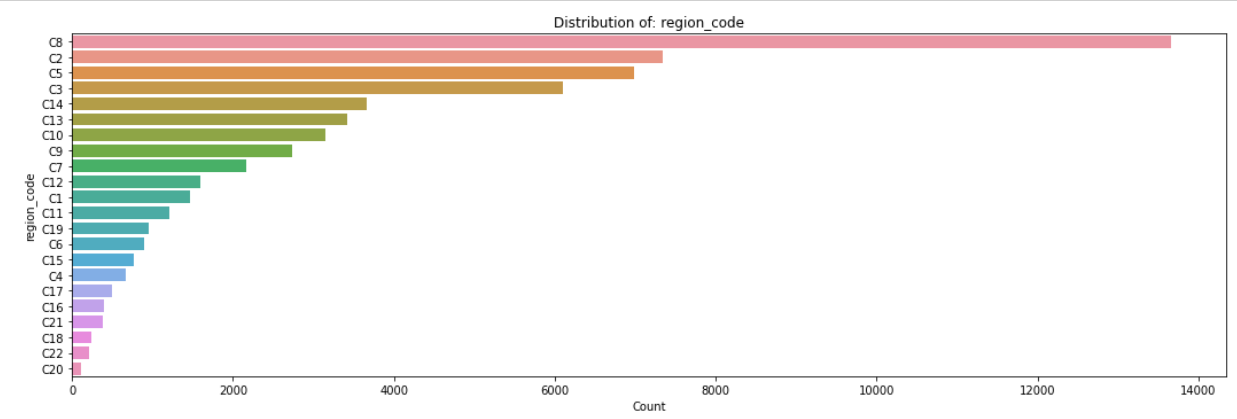 Distribution of: region_code
C8
C2
C5
C3
C14
C13
C10
C9
C7
C12
C1
C11
C19
C6
C15
C4
C17
C16
C21
C18
C22
C20
region_code
0 2000 4000 6000 8000 10000 12000 14000
Count